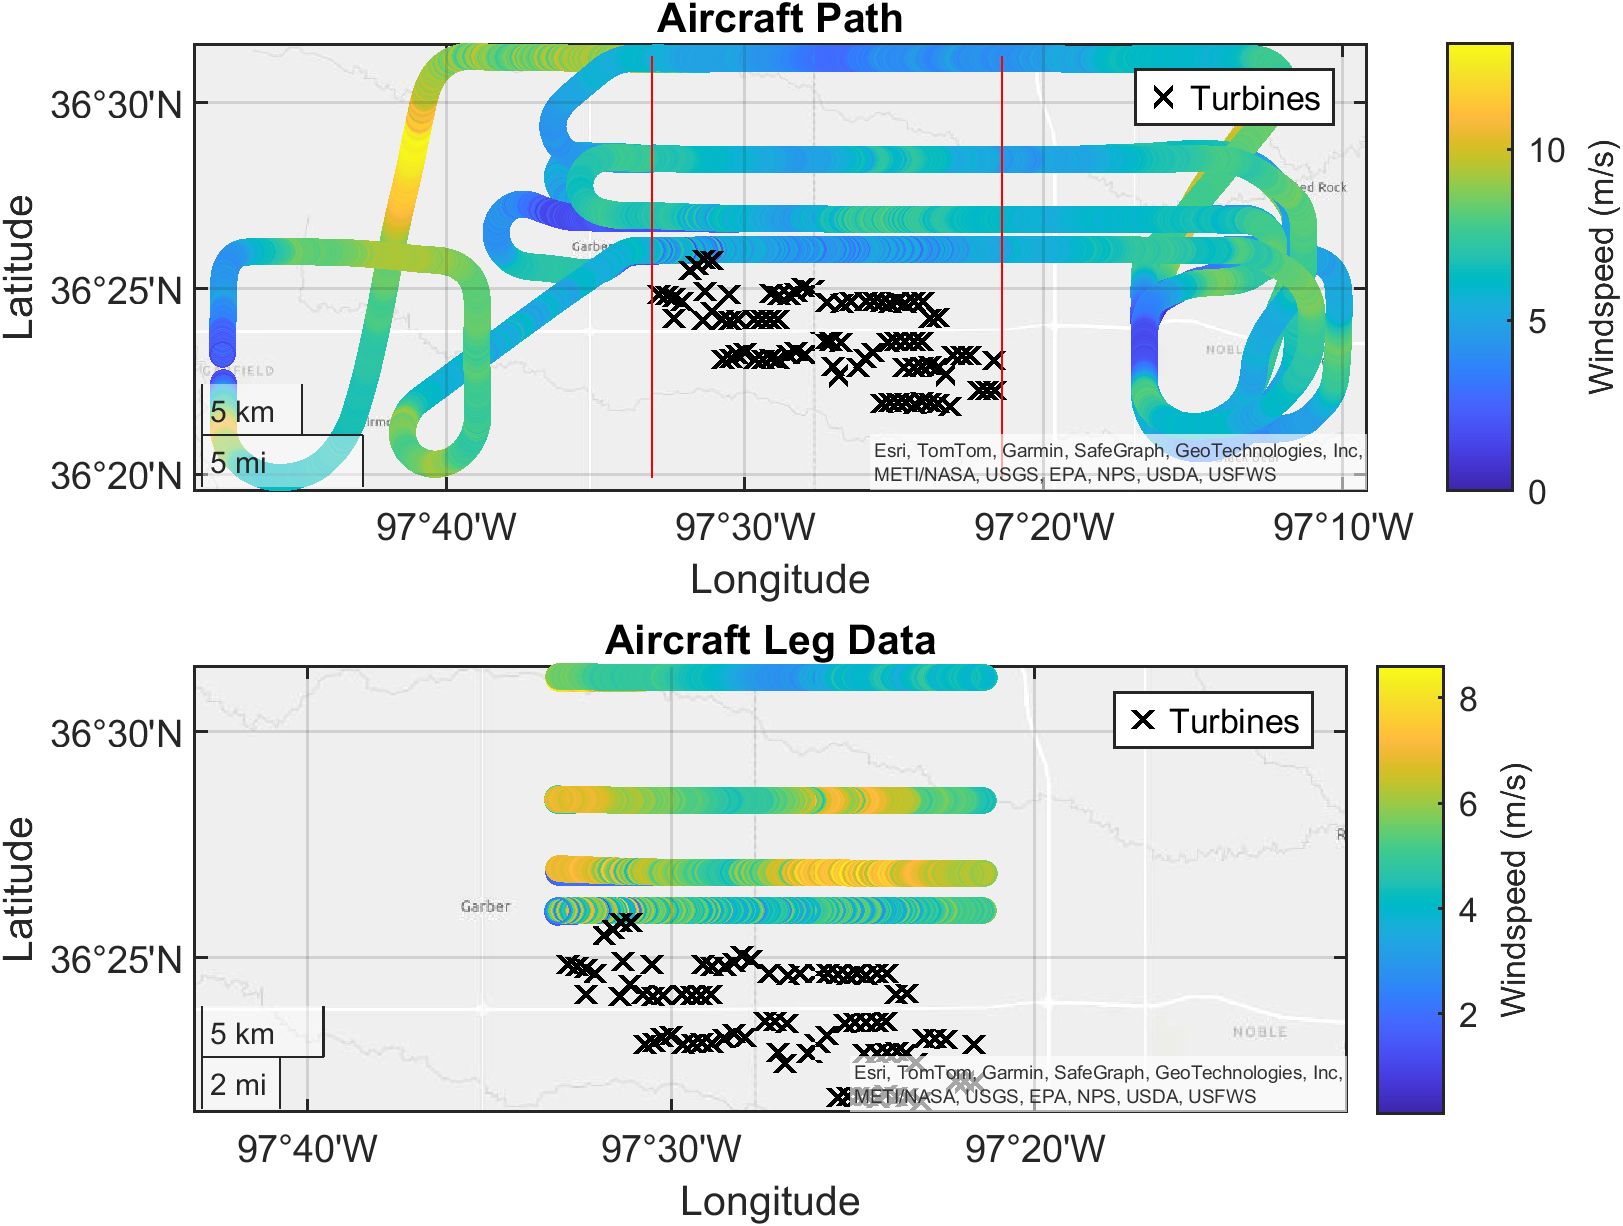 Aircraft Path
36°30'N
36°25'N
36°20'N
Latitude
Turbines
Garber
NOBL
5 km
5 mi
Esri, TomTom, Garmin, SafeGraph, GeoTechnologies, Inc,
METI/NASA, USGS, EPA, NPS, USDA, USFWS
97°40'W
97°30'W
97°20'W
97°10'W
Longitude
10
5
0
Windspeed (m/s)
Aircraft Leg Data
36°30'N
36°25'N
Latitude
Turbines
R
Garber
NOBLE
5 km
2 mi
Esri, TomTom, Garmin, SafeGraph, GeoTechnologies, Inc,
METI/NASA, USGS, EPA, NPS, USDA, USFWS
97°40'W
97°30'W
97°20'W
Longitude
8
6
4
2
Windspeed (m/s)